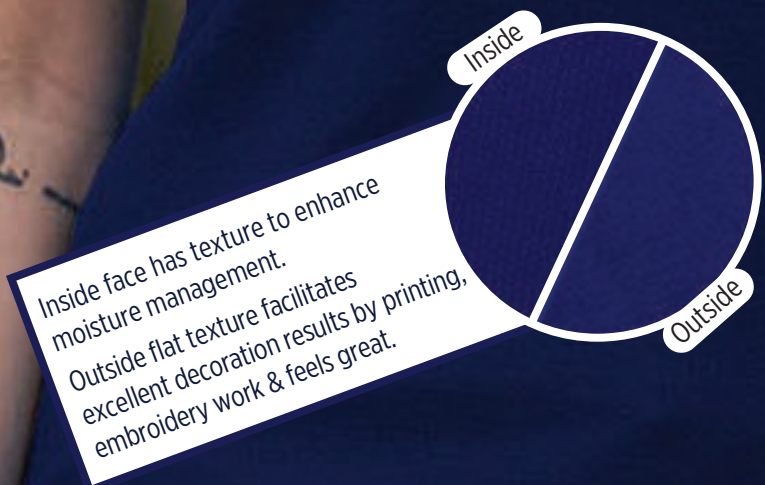 Inside
Inside face has texture to enhance
moisture management.
Outside flat texture facilitates
excellent decoration results by printing,
embroidery work & feels great.
Outside